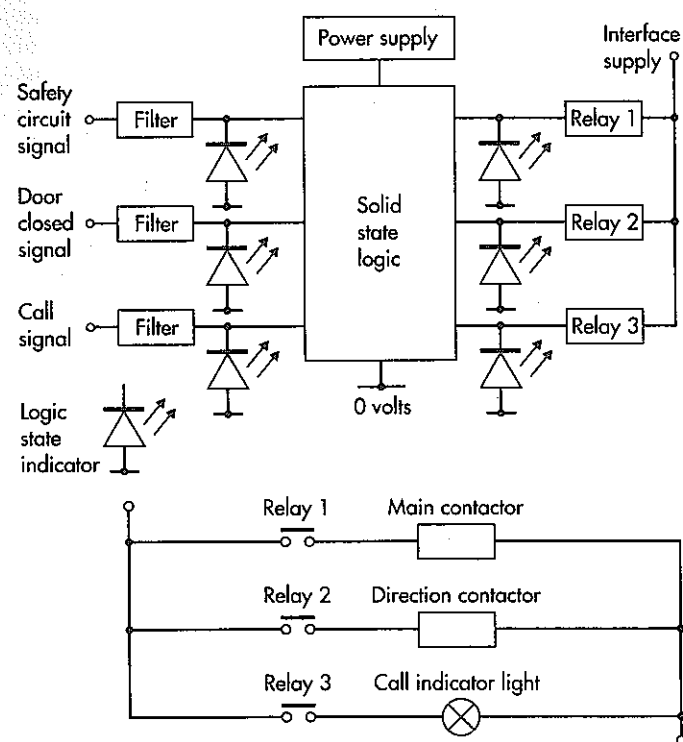 Power supply
Interface
supply
Safety
circuit
signal
Filter
Relay 1
Door
closed
signal
Filter
Solid
state
logic
Relay 2
Call
signal
Filter
Relay 3
0 volts
Logic
state
indicator
Relay 1
Main contactor
Relay 2
Direction contactor
Relay 3
Call indicator light